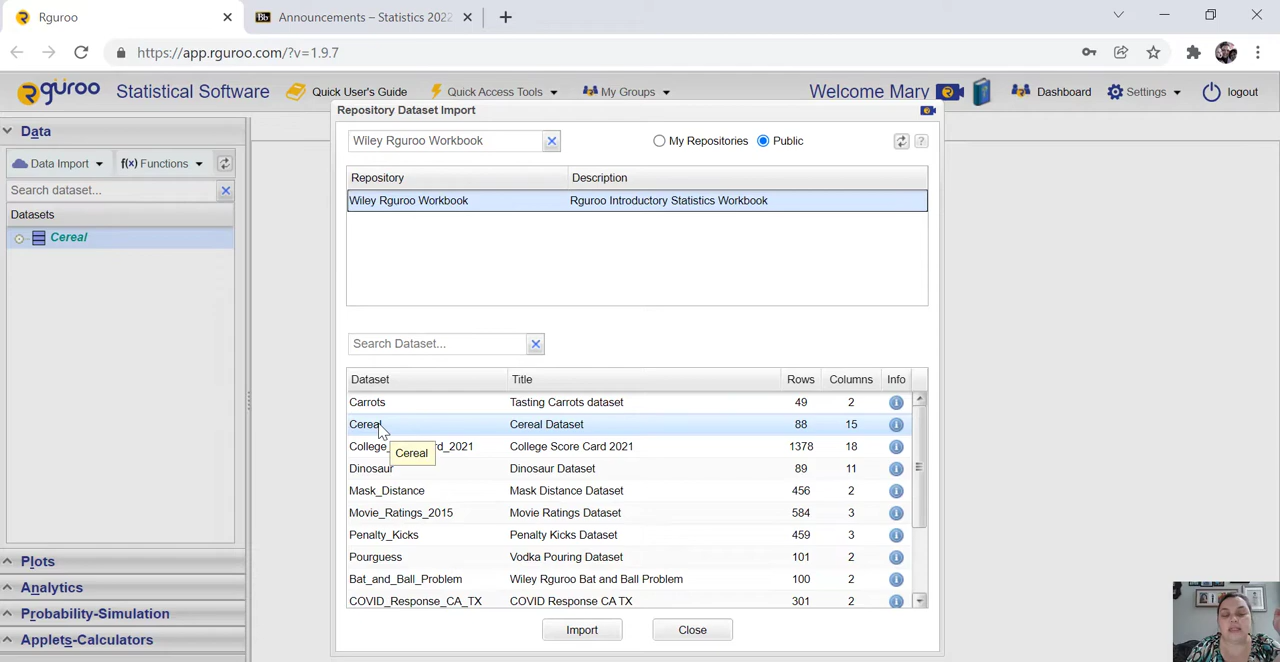 Rguroo
Bb Announcements – Statistics 2022
https://app.rguroo.com/?v=1.9.7
rguroo Statistical Software Quick User's Guide Quick Access Tools My Groups Welcome Mary Dashboard Settings logout
Repository Dataset Import
Data
Wiley Rguroo Workbook My Repositories Public ?
Data Import f(x) Functions
Search dataset...
Repository Description
Wiley Rguroo Workbook Rguroo Introductory Statistics Workbook
Datasets
Cereal
Search Dataset...
Dataset Title Rows Columns Info
Carrots Tasting Carrots dataset 49 2
Cereal Cereal Dataset 88 15
College rd_2021 College Score Card 2021 1378 18
Cereal
Dinosaur Dinosaur Dataset 89 11
Mask_Distance Mask Distance Dataset 456 2
Movie_Ratings_2015 Movie Ratings Dataset 584 3
Penalty_Kicks Penalty Kicks Dataset 459 3
Pourguess Vodka Pouring Dataset 101 2
Bat_and_Ball_Problem Wiley Rguroo Bat and Ball Problem 100 2
COVID_Response_CA_TX COVID Response CA TX 301 2
Import Close
Plots
Analytics
Probability-Simulation
Applets-Calculators